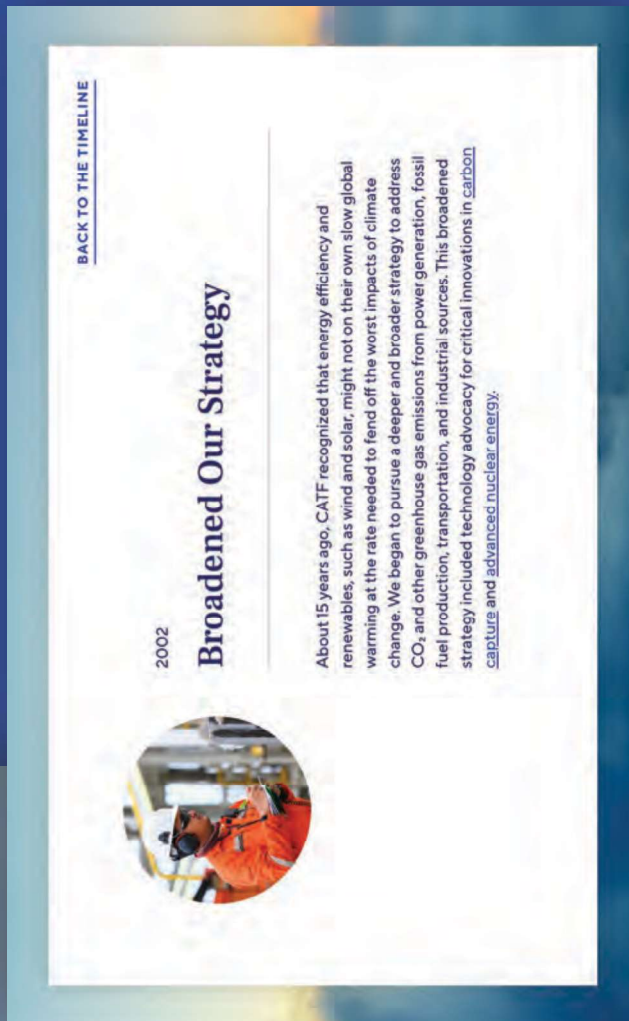 BACK TO THE TIMELINE
2002
Broadened Our Strategy
About 15 years ago, CATF recognized that energy efficiency and
renewables, such as wind and solar, might not on their own slow global
warming at the rate needed to fend off the worst impacts of climate
change. We began to pursue a deeper and broader strategy to address
CO₂ and other greenhouse gas emissions from power generation, fossil
fuel production, transportation, and industrial sources. This broadened
strategy included technology advocacy for critical innovations in carbon
capture and advanced nuclear energy.